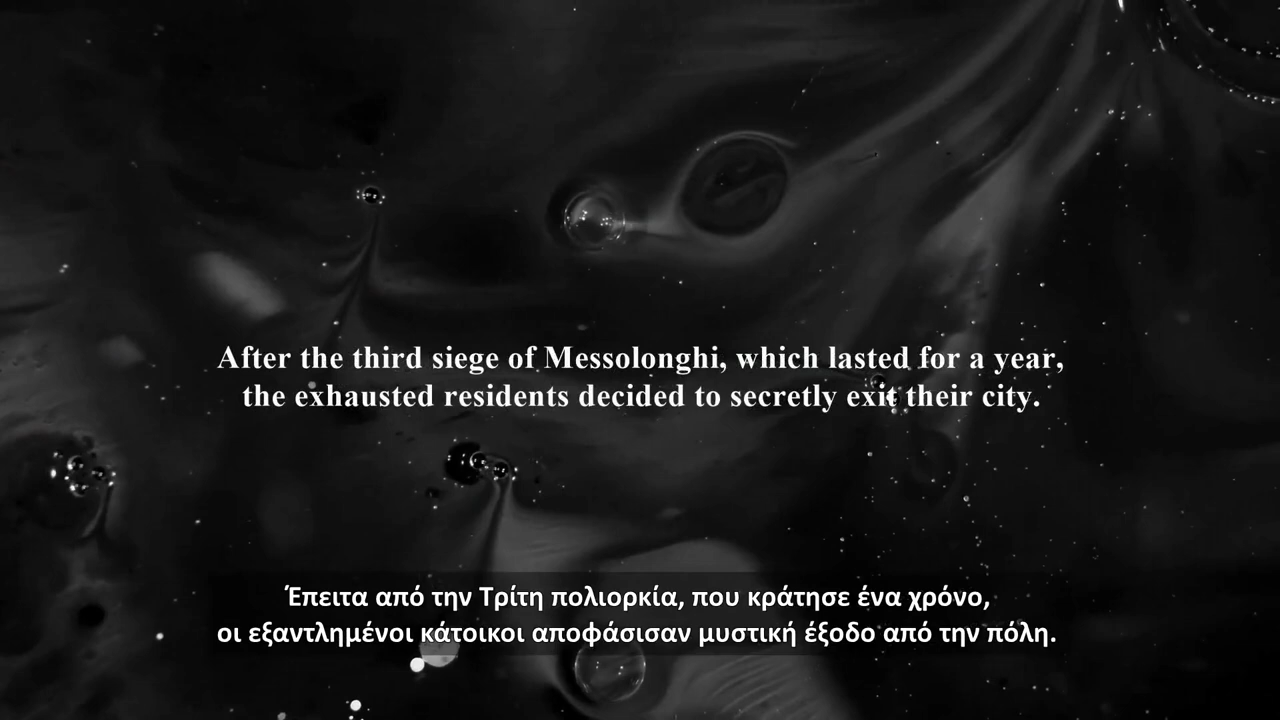 After the third siege of Messolonghi, which lasted for a year,
the exhausted residents decided to secretly exit their city.
Έπειτα από την Τρίτη πολιορκία, που κράτησε ένα χρόνο,
οι εξαντλημένοι κάτοικοι αποφάσισαν μυστική έξοδο από την πόλη.